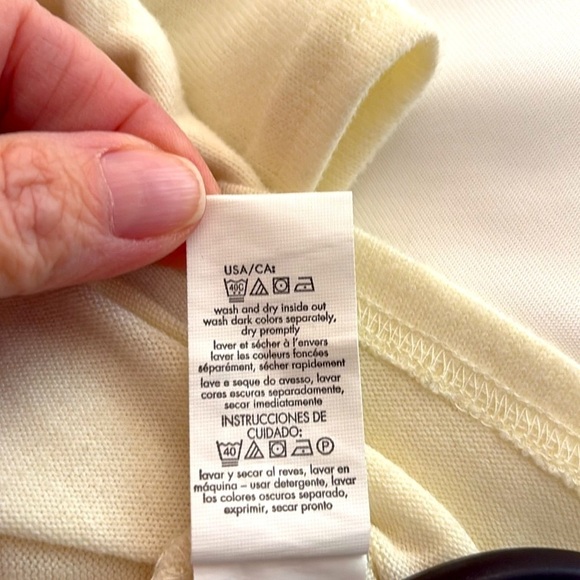 USA/CA:
40C
wash and dry inside out
wash dark colors separately,
dry promptly
laver et sécher à l'envers
laver les couleurs foncées
séparément, sécher rapidement
lave e seque do avesso, lavar
cores escuras separadamente,
secar imediatamente
INSTRUCCIONES DE
CUIDADO:
40 P
lavar y secar al reves, lavar en
máquina – usar detergente, lavar
los colores oscuros separado,
exprimir, secar pronto